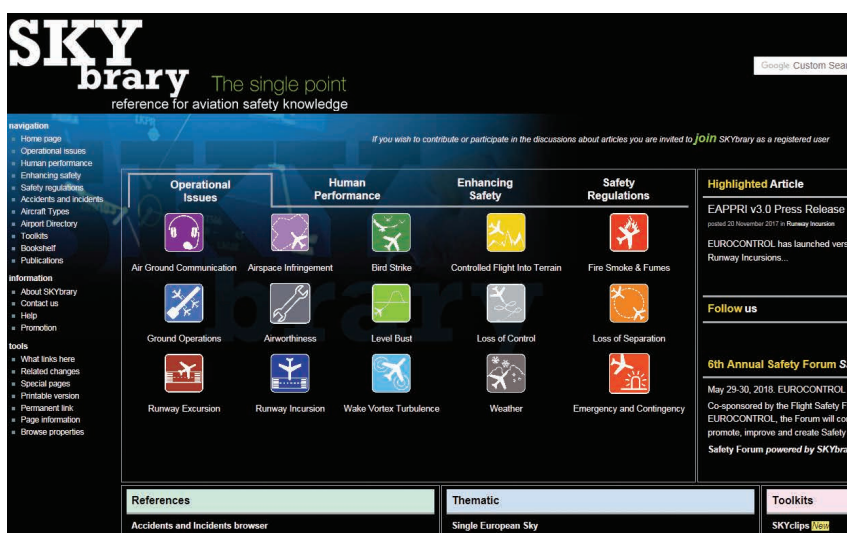 SKY
brary The single point
reference for aviation safety knowledge
Google Custom Sear
If you wish to contribute or participate in the discussions about articles you are invited to join SKYbrary as a registered user
navigation
Home page
Operational issues
Human performance
Enhancing safety
Safety regulations
Accidents and incidents
Aircraft Types
Airport Directory
Toolkits
Bookshelf
Publications
information
About SKYbrary
Contact us
Help
Promotion
tools
What links here
Related changes
Special pages
Printable version
Permanent link
Page information
Browse properties
Operational
Issues
Human
Performance
Enhancing
Safety
Safety
Regulations
Air Ground Communication
Airspace Infringement
Bird Strike
Controlled Flight Into Terrain
Fire Smoke & Fumes
Ground Operations
Airworthiness
Level Bust
Loss of Control
Loss of Separation
Runway Excursion
Runway Incursion
Wake Vortex Turbulence
Weather
Emergency and Contingency
Highlighted Article
EAPPRI v3.0 Press Release
posted 20 November 2017 in Runway Incursion
EUROCONTROL has launched vers
Runway Incursions...
Follow us
6th Annual Safety Forum Sa
May 29-30, 2018. EUROCONTROL
Co-sponsored by the Flight Safety F
EUROCONTROL, the Forum will co
promote, improve and create Safety
Safety Forum powered by SKYbra
References
Accidents and Incidents browser
Thematic
Single European Sky
Toolkits
SKYclips New